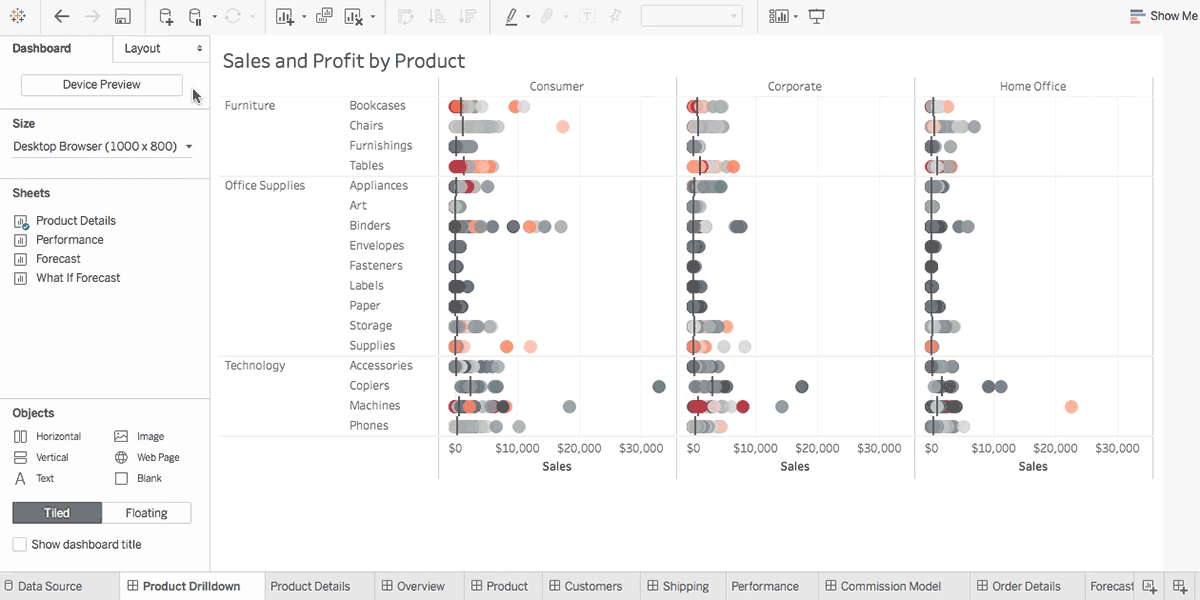 Show Me
Dashboard
Layout
Device Preview
Size
Desktop Browser (1000 x 800)
Sheets
Product Details
Performance
Forecast
What If Forecast
Objects
Horizontal
Image
Vertical
Web Page
A
Text
Blank
Tiled
Floating
Show dashboard title
Sales and Profit by Product
Consumer
Corporate
Home Office
Furniture
Bookcases
Chairs
Furnishings
Tables
Office Supplies
Appliances
Art
Binders
Envelopes
Fasteners
Labels
Paper
Storage
Supplies
Technology
Accessories
Copiers
Machines
Phones
$0 $10,000 $20,000 $30,000
$0 $10,000 $20,000 $30,000
$0 $10,000 $20,000 $30,000
Sales
Sales
Sales
Data Source
Product Drilldown
Product Details
Overview
Product
Customers
Shipping
Performance
Commission Model
Order Details
Forecast